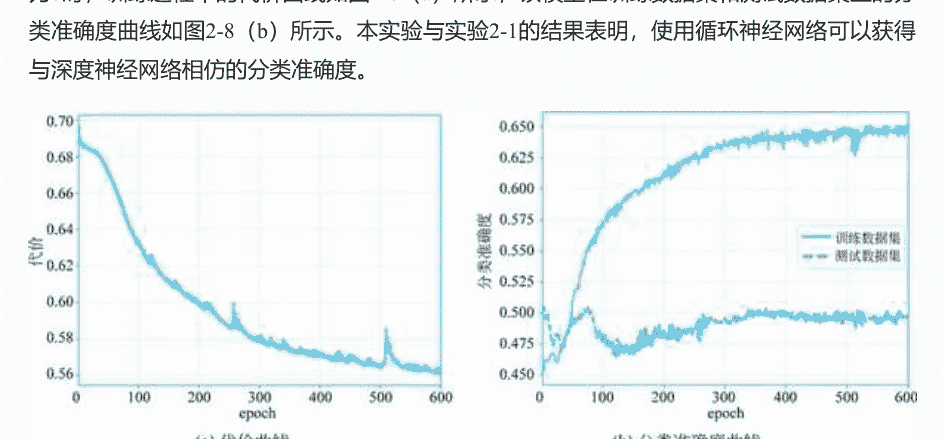 类准确度曲线如图2-8（b）所示。本实验与实验2-1的结果表明，使用循环神经网络可以获得
与深度神经网络相仿的分类准确度。
0.70
0.68
0.66
0.64
0.62
0.60
0.58
0.56
代价
0 100 200 300 400 500 600
epoch
0.650
0.625
0.600
0.575
0.550
0.525
0.500
0.475
0.450
分类准确度
训练数据集
测试数据集
0 100 200 300 400 500 600
epoch